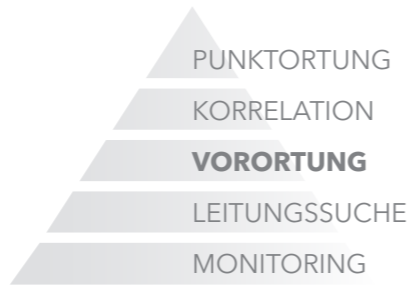 PUNKTORTUNG
KORRELATION
VORORTUNG
LEITUNGSSUCHE
MONITORING